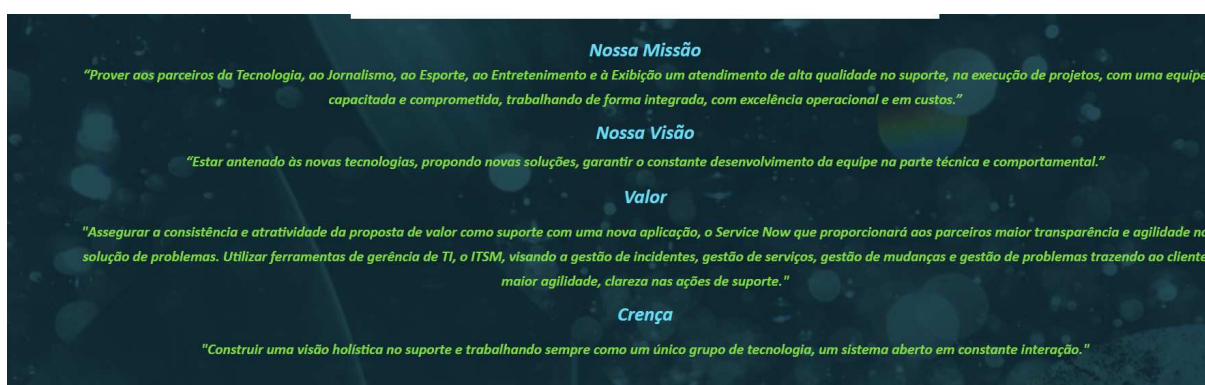 Nossa Missão
“Prover aos parceiros da Tecnologia, ao Jornalismo, ao Esporte, ao Entretenimento e à Exibição um atendimento de alta qualidade no suporte, na execução de projetos, com uma equipe
capacitada e comprometida, trabalhando de forma integrada, com excelência operacional e em custos.”
Nossa Visão
“Estar antenado às novas tecnologias, propondo novas soluções, garantir o constante desenvolvimento da equipe na parte técnica e comportamental.”
Valor
"Assegurar a consistência e atratividade da proposta de valor como suporte com uma nova aplicação, o Service Now que proporcionará aos parceiros maior transparência e agilidade na
solução de problemas. Utilizar ferramentas de gerência de TI, o ITSM, visando a gestão de incidentes, gestão de serviços, gestão de mudanças e gestão de problemas trazendo ao cliente
maior agilidade, clareza nas ações de suporte."
Crença
"Construir uma visão holística no suporte e trabalhando sempre como um único grupo de tecnologia, um sistema aberto em constante interação."